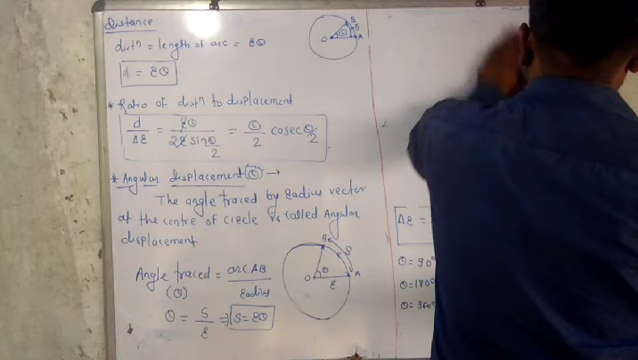 Distance
distⁿ = length of arc = rθ
d = rθ
* Ratio of distⁿ to displacement
d/Δr = rθ / 2r sin θ/2 = θ/2 cosec θ/2
* Angular displacement (θ) →
The angle traced by radius vector
at the centre of circle is called Angular
displacement
Angle traced (θ) = arc AB / radius
θ = S/r ⇒ S = rθ
O θ r A B S
Δr =
θ = 90°
θ = 180°
θ = 360°